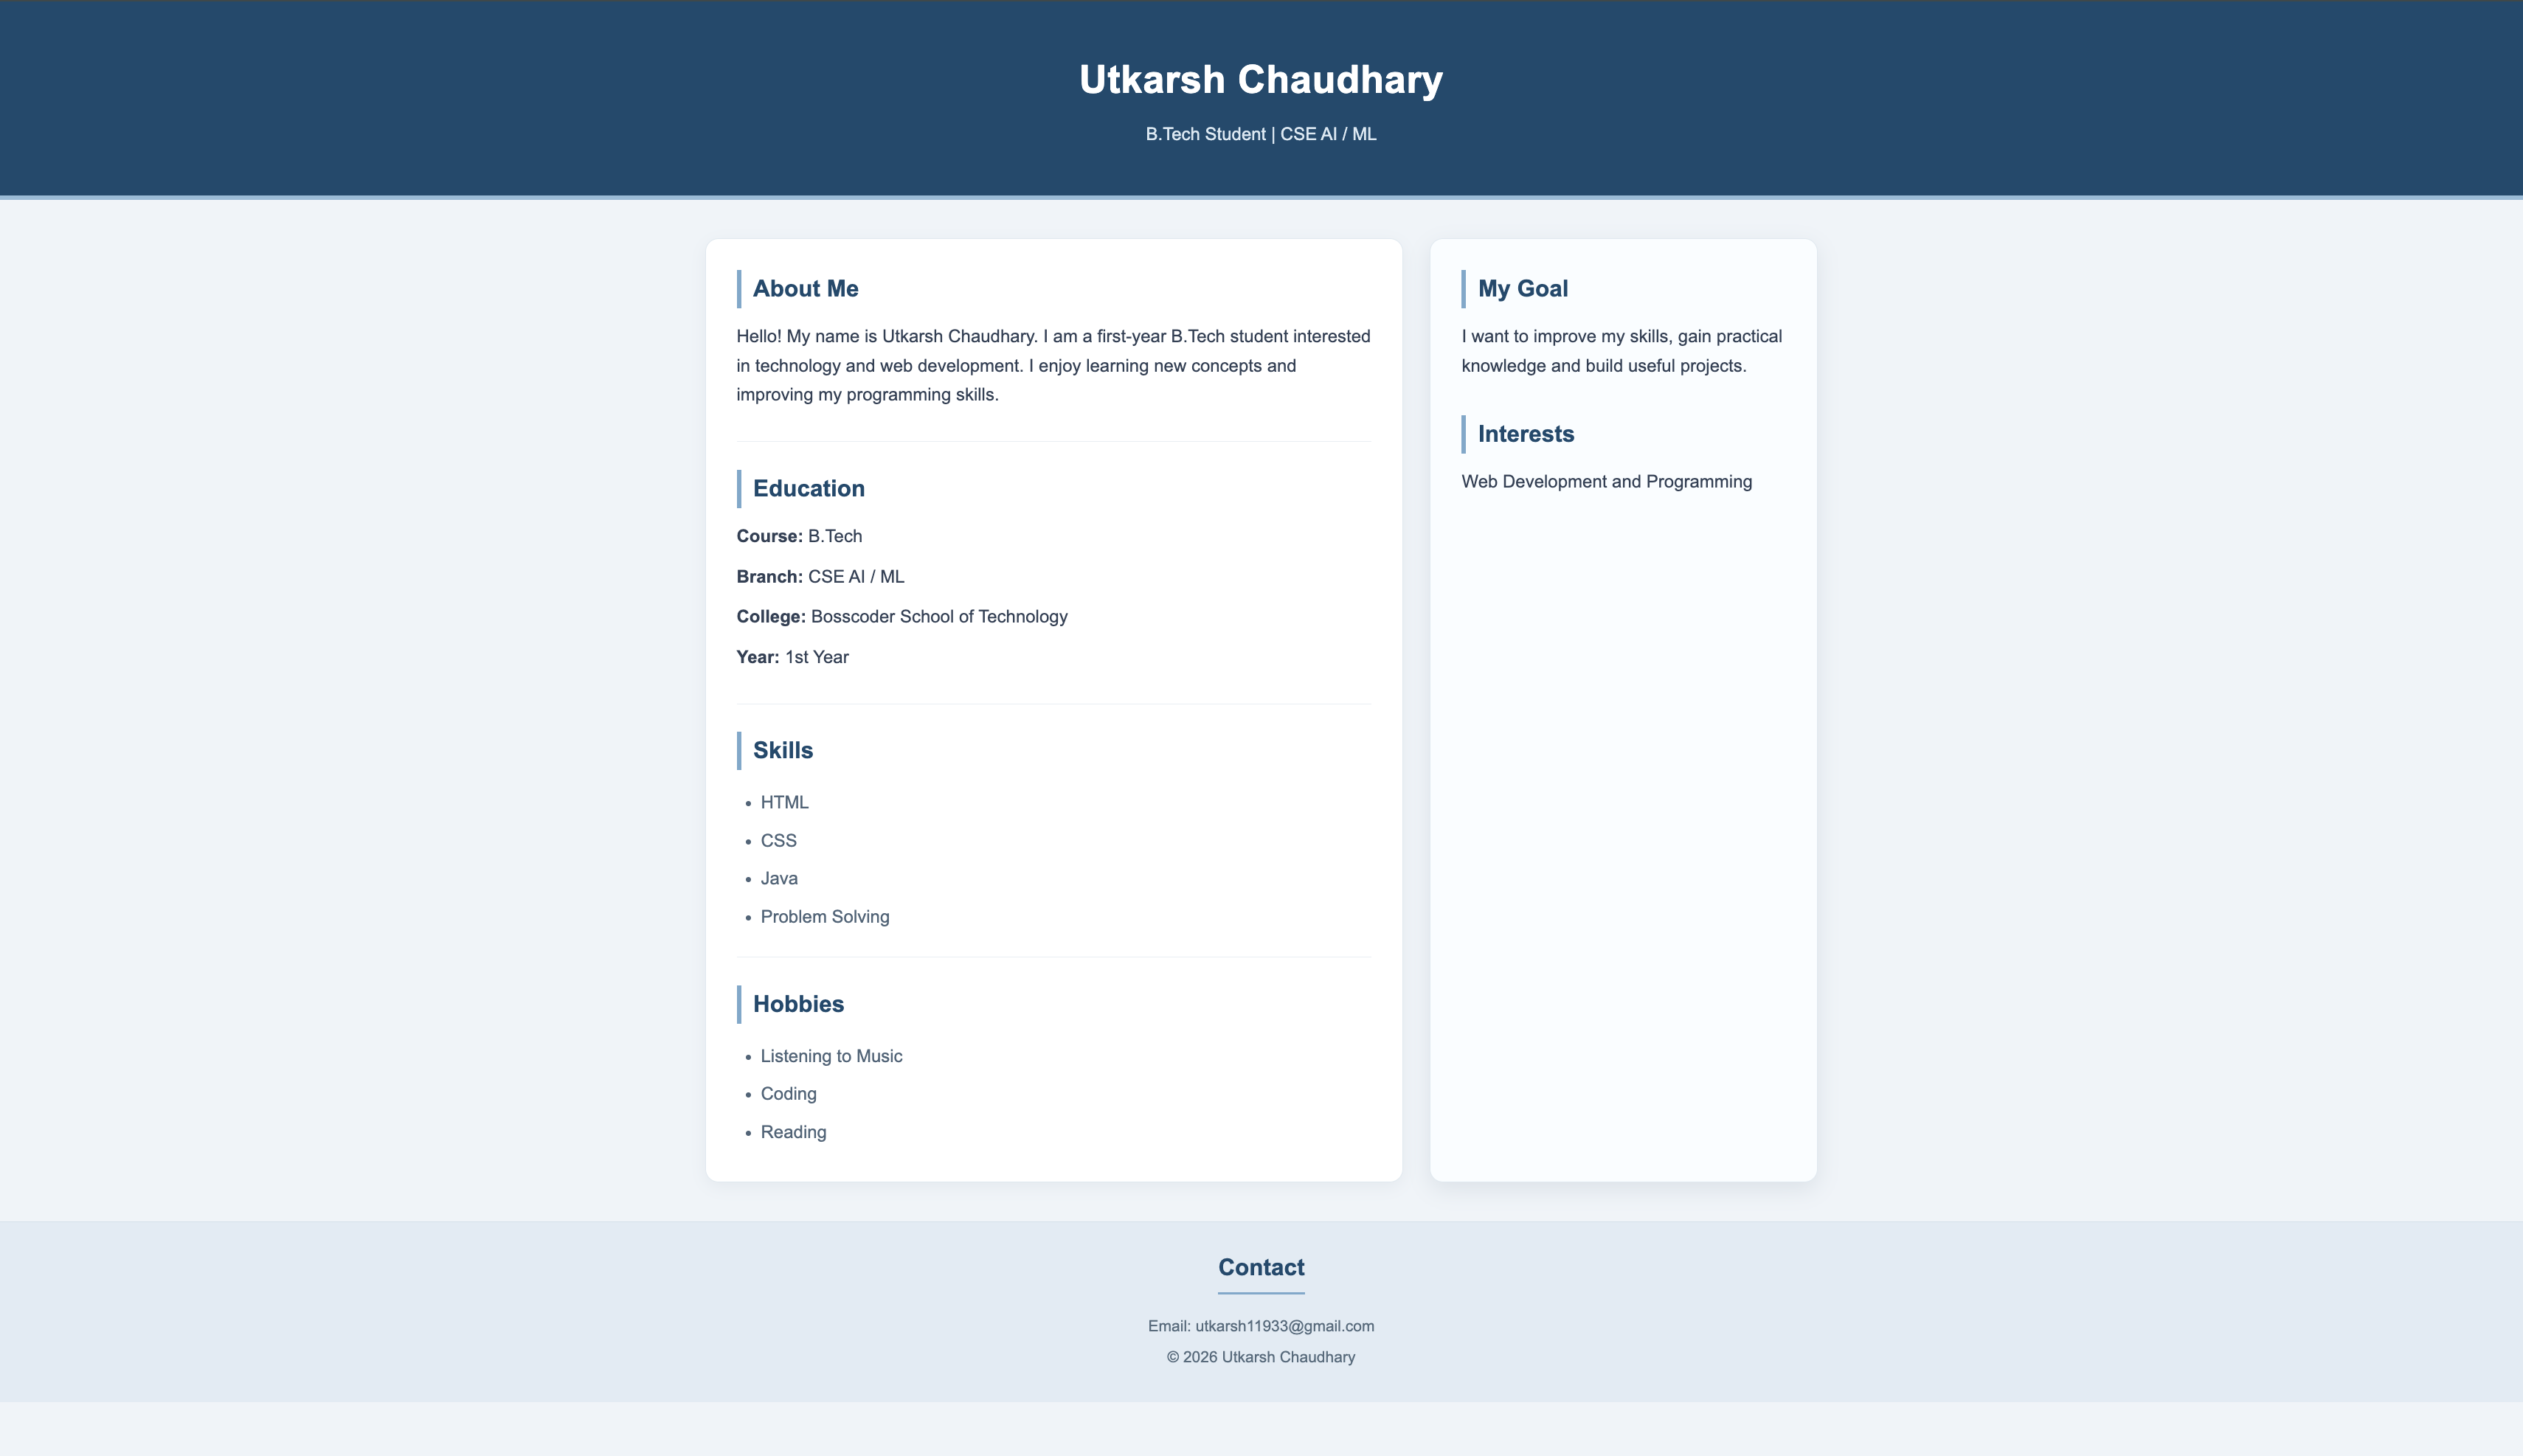 Utkarsh Chaudhary
B.Tech Student | CSE AI / ML
About Me
Hello! My name is Utkarsh Chaudhary. I am a first-year B.Tech student interested
in technology and web development. I enjoy learning new concepts and
improving my programming skills.
Education
Course: B.Tech
Branch: CSE AI / ML
College: Bosscoder School of Technology
Year: 1st Year
Skills
• HTML
• CSS
• Java
• Problem Solving
Hobbies
• Listening to Music
• Coding
• Reading
My Goal
I want to improve my skills, gain practical
knowledge and build useful projects.
Interests
Web Development and Programming
Contact
Email: utkarsh11933@gmail.com
© 2026 Utkarsh Chaudhary